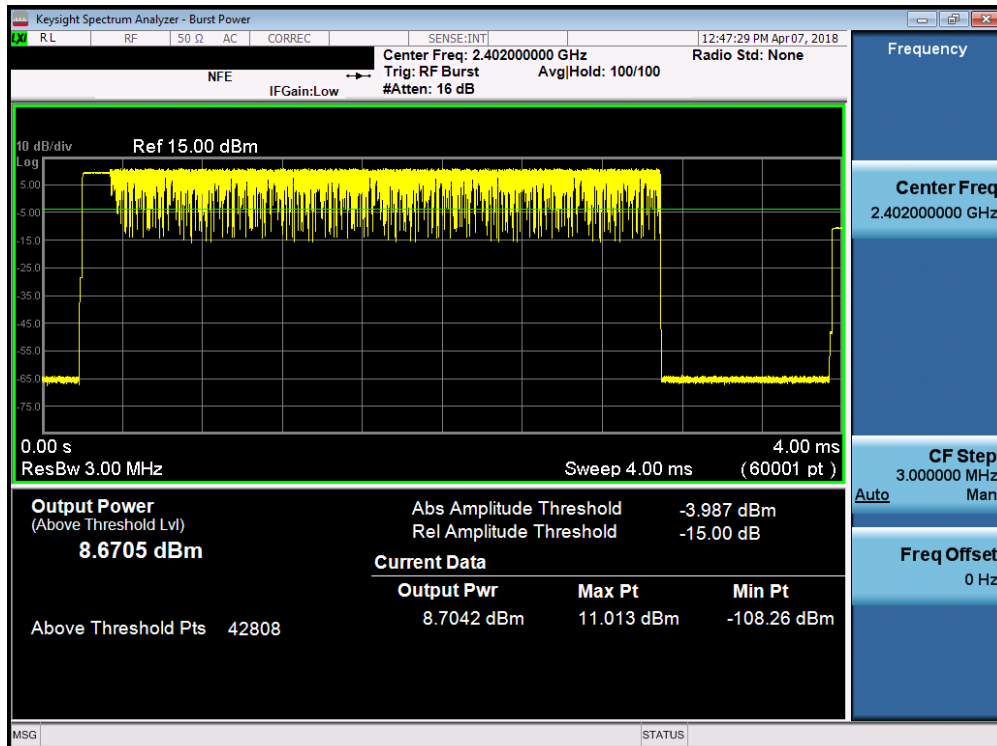 Keysight Spectrum Analyzer - Burst Power
LXI RL RF 50 Ω AC CORREC SENSE:INT 12:47:29 PM Apr 07, 2018
Center Freq: 2.402000000 GHz Radio Std: None
NFE Trig: RF Burst Avg|Hold: 100/100
IFGain:Low #Atten: 16 dB
Frequency
10 dB/div Ref 15.00 dBm
Log
5.00
-5.00
-15.0
-25.0
-35.0
-45.0
-55.0
-65.0
-75.0
0.00 s 4.00 ms
ResBw 3.00 MHz Sweep 4.00 ms (60001 pt)
Output Power
(Above Threshold Lvl)
8.6705 dBm
Above Threshold Pts 42808
Abs Amplitude Threshold -3.987 dBm
Rel Amplitude Threshold -15.00 dB
Current Data
Output Pwr Max Pt Min Pt
8.7042 dBm 11.013 dBm -108.26 dBm
Center Freq
2.402000000 GHz
CF Step
3.000000 MHz
Auto Man
Freq Offset
0 Hz
MSG STATUS